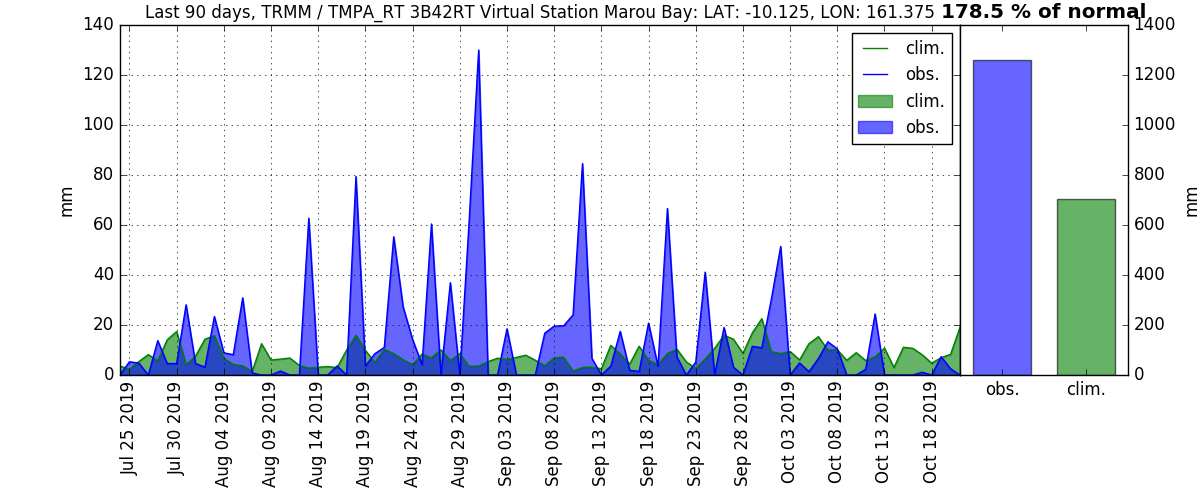 Last 90 days, TRMM / TMPA_RT 3B42RT Virtual Station Marou Bay: LAT: -10.125, LON: 161.375 178.5 % of normal
140
120
100
80
60
40
20
0
mm
clim.
obs.
clim.
obs.
1400
1200
1000
800
600
400
200
0
mm
obs.
clim.
Jul 25 2019
Jul 30 2019
Aug 04 2019
Aug 09 2019
Aug 14 2019
Aug 19 2019
Aug 24 2019
Aug 29 2019
Sep 03 2019
Sep 08 2019
Sep 13 2019
Sep 18 2019
Sep 23 2019
Sep 28 2019
Oct 03 2019
Oct 08 2019
Oct 13 2019
Oct 18 2019